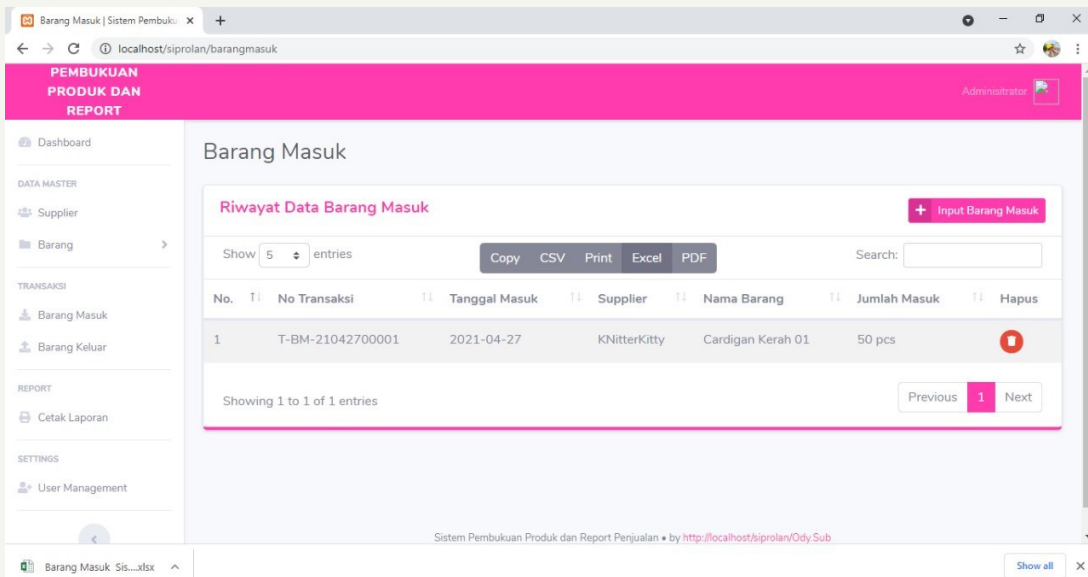 Barang Masuk | Sistem Pembuku
localhost/siprolan/barangmasuk
PEMBUKUAN
PRODUK DAN
REPORT
Adminisitrator
Dashboard
DATA MASTER
Supplier
Barang
TRANSAKSI
Barang Masuk
Barang Keluar
REPORT
Cetak Laporan
SETTINGS
User Management
Barang Masuk
Riwayat Data Barang Masuk
+ Input Barang Masuk
Show 5 entries
Copy CSV Print Excel PDF
Search:
No. No Transaksi Tanggal Masuk Supplier Nama Barang Jumlah Masuk Hapus
1 T-BM-21042700001 2021-04-27 KNitterKitty Cardigan Kerah 01 50 pcs
Showing 1 to 1 of 1 entries
Previous 1 Next
Sistem Pembukuan Produk dan Report Penjualan • by http://localhost/siprolan/Ody.Sub
Barang Masuk Sis....xlsx
Show all